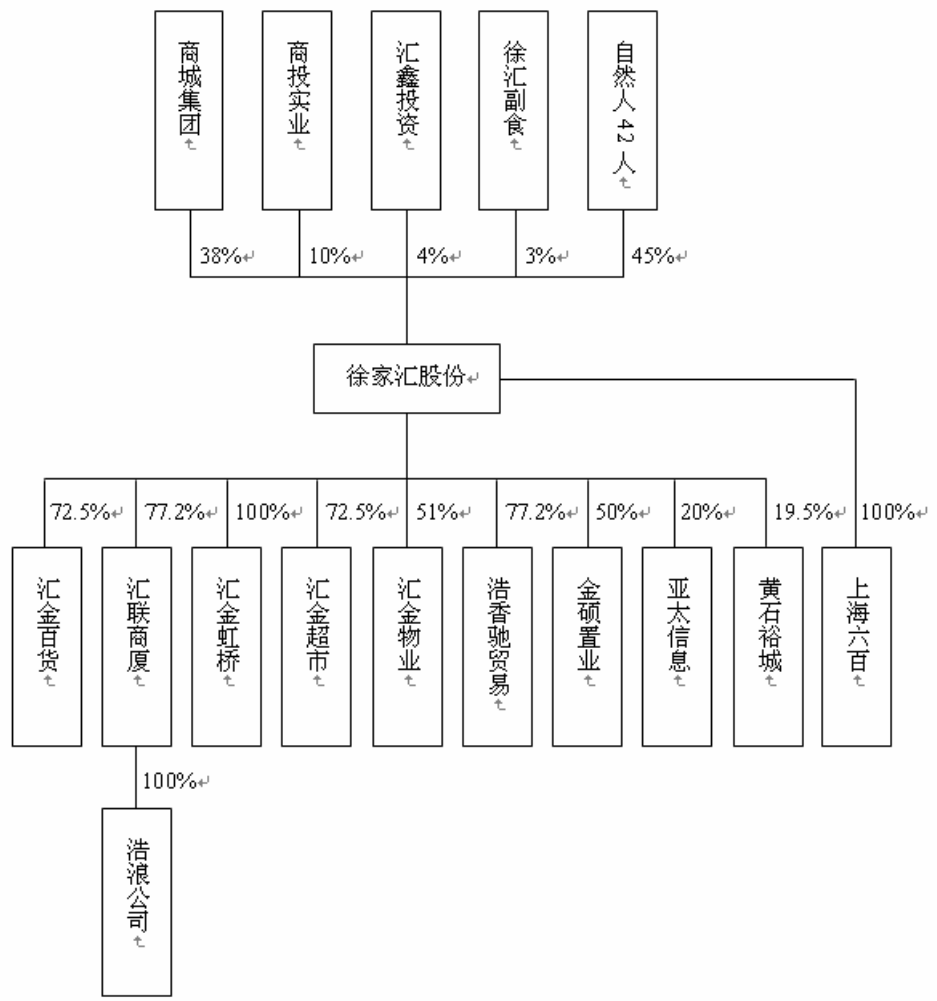 商城集团
商投实业
汇鑫投资
徐汇副食
自然人42人
38%
10%
4%
3%
45%
徐家汇股份
72.5%
77.2%
100%
72.5%
51%
77.2%
50%
20%
19.5%
100%
汇金百货
汇联商厦
汇金虹桥
汇金超市
汇金物业
浩香驰贸易
金硕置业
亚太信息
黄石裕城
上海六百
100%
浩浪公司